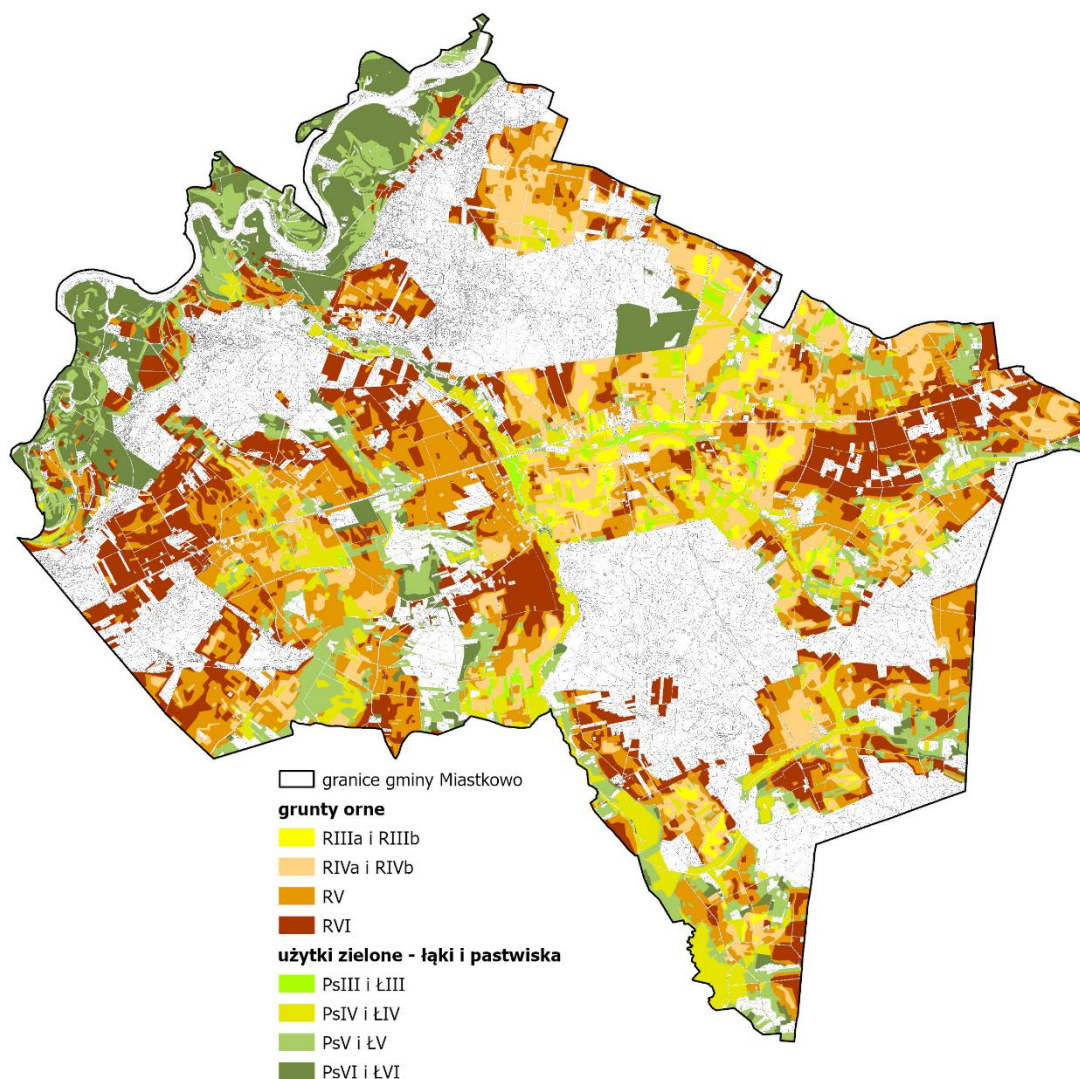 granice gminy Miastkowo
grunty orne
RIIIa i RIIIb
RIVa i RIVb
RV
RVI
użytki zielone - łąki i pastwiska
PsIII i ŁIII
PsIV i ŁIV
PsV i ŁV
PsVI i ŁVI